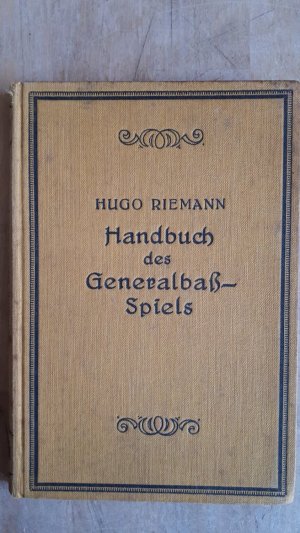 HUGO RIEMANN
Handbuch
des
Generalbaß-
Spiels